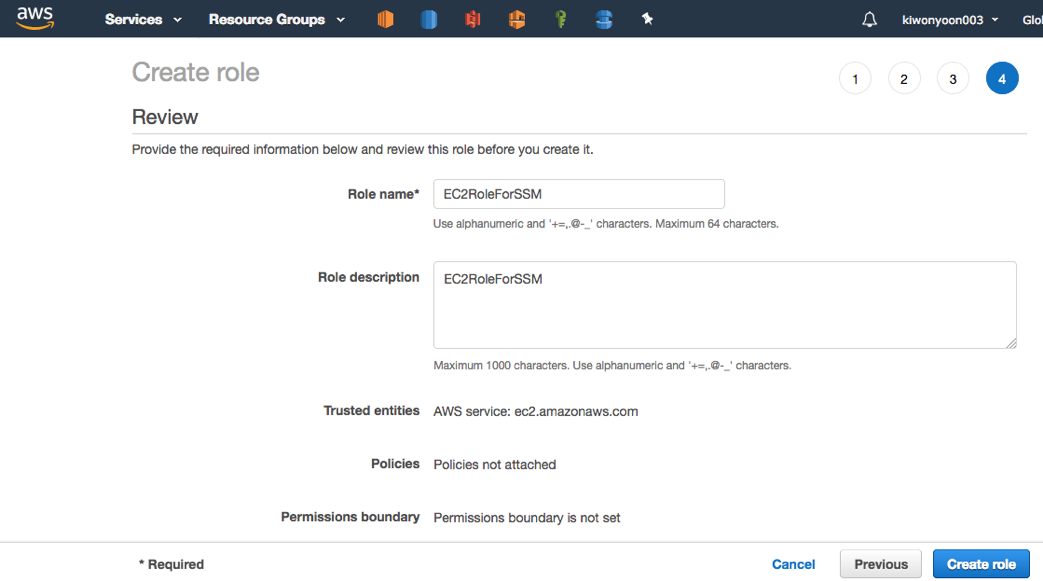 aws
Services Resource Groups kiwonyoon003 Glo
Create role
1 2 3 4
Review
Provide the required information below and review this role before you create it.
Role name* EC2RoleForSSM
Use alphanumeric and '+=,.@-_' characters. Maximum 64 characters.
Role description EC2RoleForSSM
Maximum 1000 characters. Use alphanumeric and '+=,.@-_' characters.
Trusted entities AWS service: ec2.amazonaws.com
Policies Policies not attached
Permissions boundary Permissions boundary is not set
* Required Cancel Previous Create role